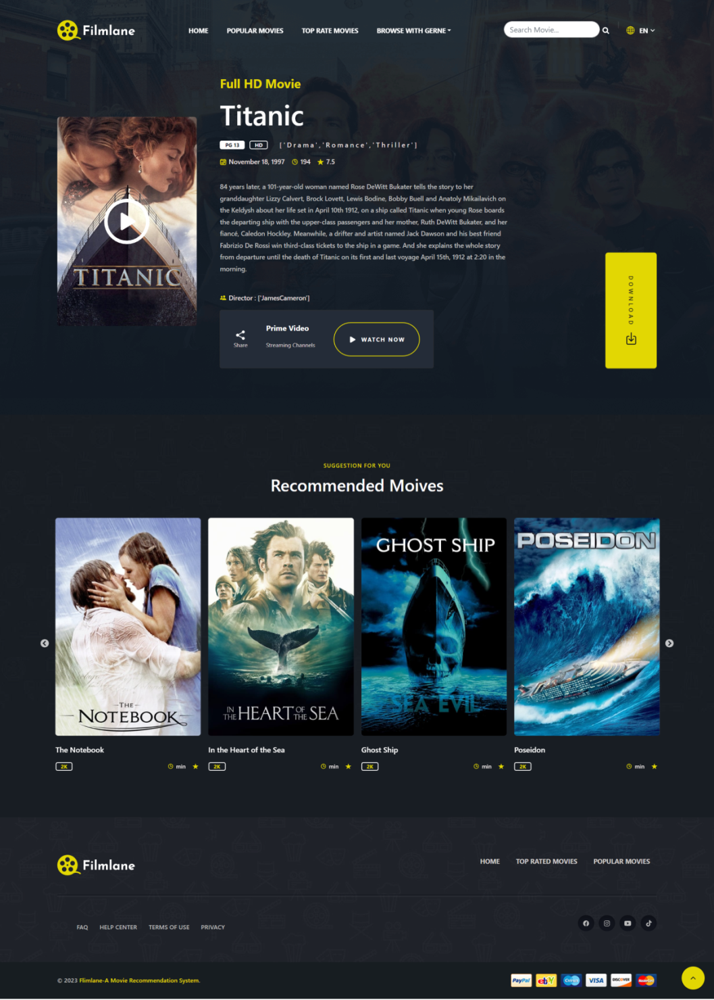 Filmlane
HOME
POPULAR MOVIES
TOP RATE MOVIES
BROWSE WITH GERNE
Search Movie...
EN
Full HD Movie
Titanic
PG 13
HD
['Drama','Romance','Thriller']
November 18, 1997
194
7.5
84 years later, a 101-year-old woman named Rose DeWitt Bukater tells the story to her
granddaughter Lizzy Calvert, Brock Lovett, Lewis Bodine, Bobby Buell and Anatoly Mikailavich on
the Keldysh about her life set in April 10th 1912, on a ship called Titanic when young Rose boards
the departing ship with the upper-class passengers and her mother, Ruth DeWitt Bukater, and her
fiancé, Caledon Hockley. Meanwhile, a drifter and artist named Jack Dawson and his best friend
Fabrizio De Rossi win third-class tickets to the ship in a game. And she explains the whole story
from departure until the death of Titanic on its first and last voyage April 15th, 1912 at 2:20 in the
morning.
TITANIC
Director : ['JamesCameron']
Share
Prime Video
Streaming Channels
WATCH NOW
DOWNLOAD
SUGGESTION FOR YOU
Recommended Moives
THE
NOTEBOOK
IN THE HEART OF THE SEA
GHOST SHIP
SEA EVIL
POSEIDON
The Notebook
2K
min
In the Heart of the Sea
2K
min
Ghost Ship
2K
min
Poseidon
2K
min
Filmlane
HOME
TOP RATED MOVIES
POPULAR MOVIES
FAQ
HELP CENTER
TERMS OF USE
PRIVACY
© 2023 Flimlane-A Movie Recommendation System.
PayPal
ebY
Cirrus
VISA
DISCOVER
MasterCard